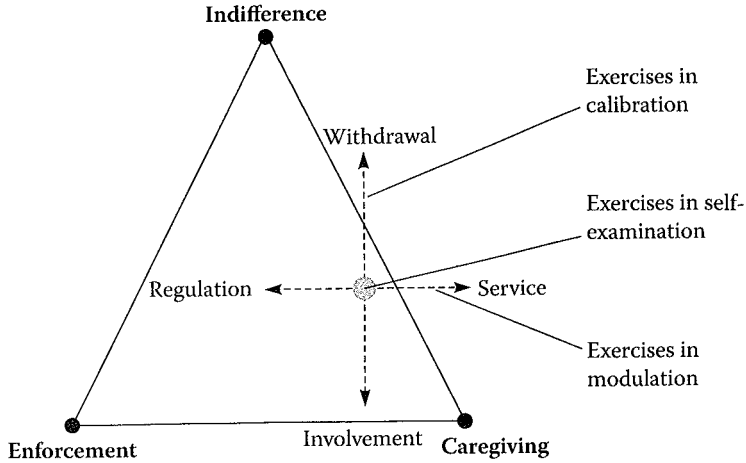 Indifference
Exercises in
calibration
Withdrawal
Exercises in self-
examination
Regulation
Service
Exercises in
modulation
Involvement
Caregiving
Enforcement